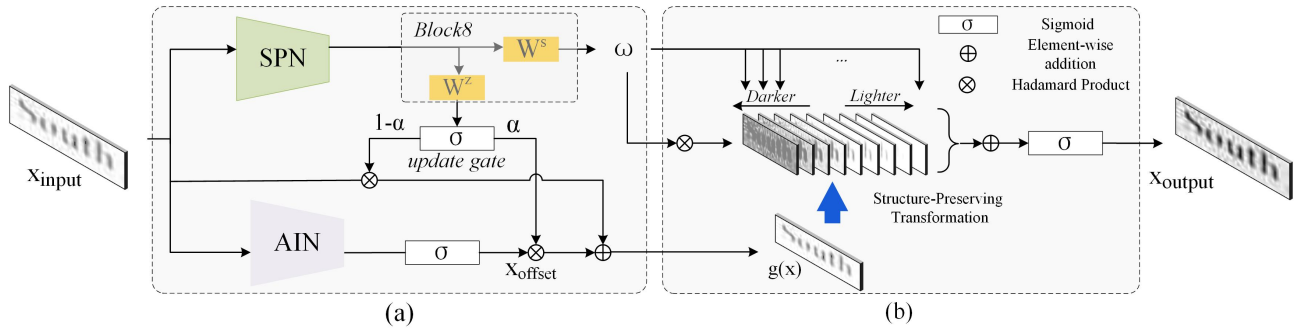 Block8
SPN
W^s
ω
W^z
1-α
σ
α
update gate
South
x_input
AIN
σ
x_offset
(a)
...
Darker
Lighter
σ
Sigmoid
Element-wise
addition
Hadamard Product
σ
Structure-Preserving
Transformation
South
g(x)
South
x_output
(b)